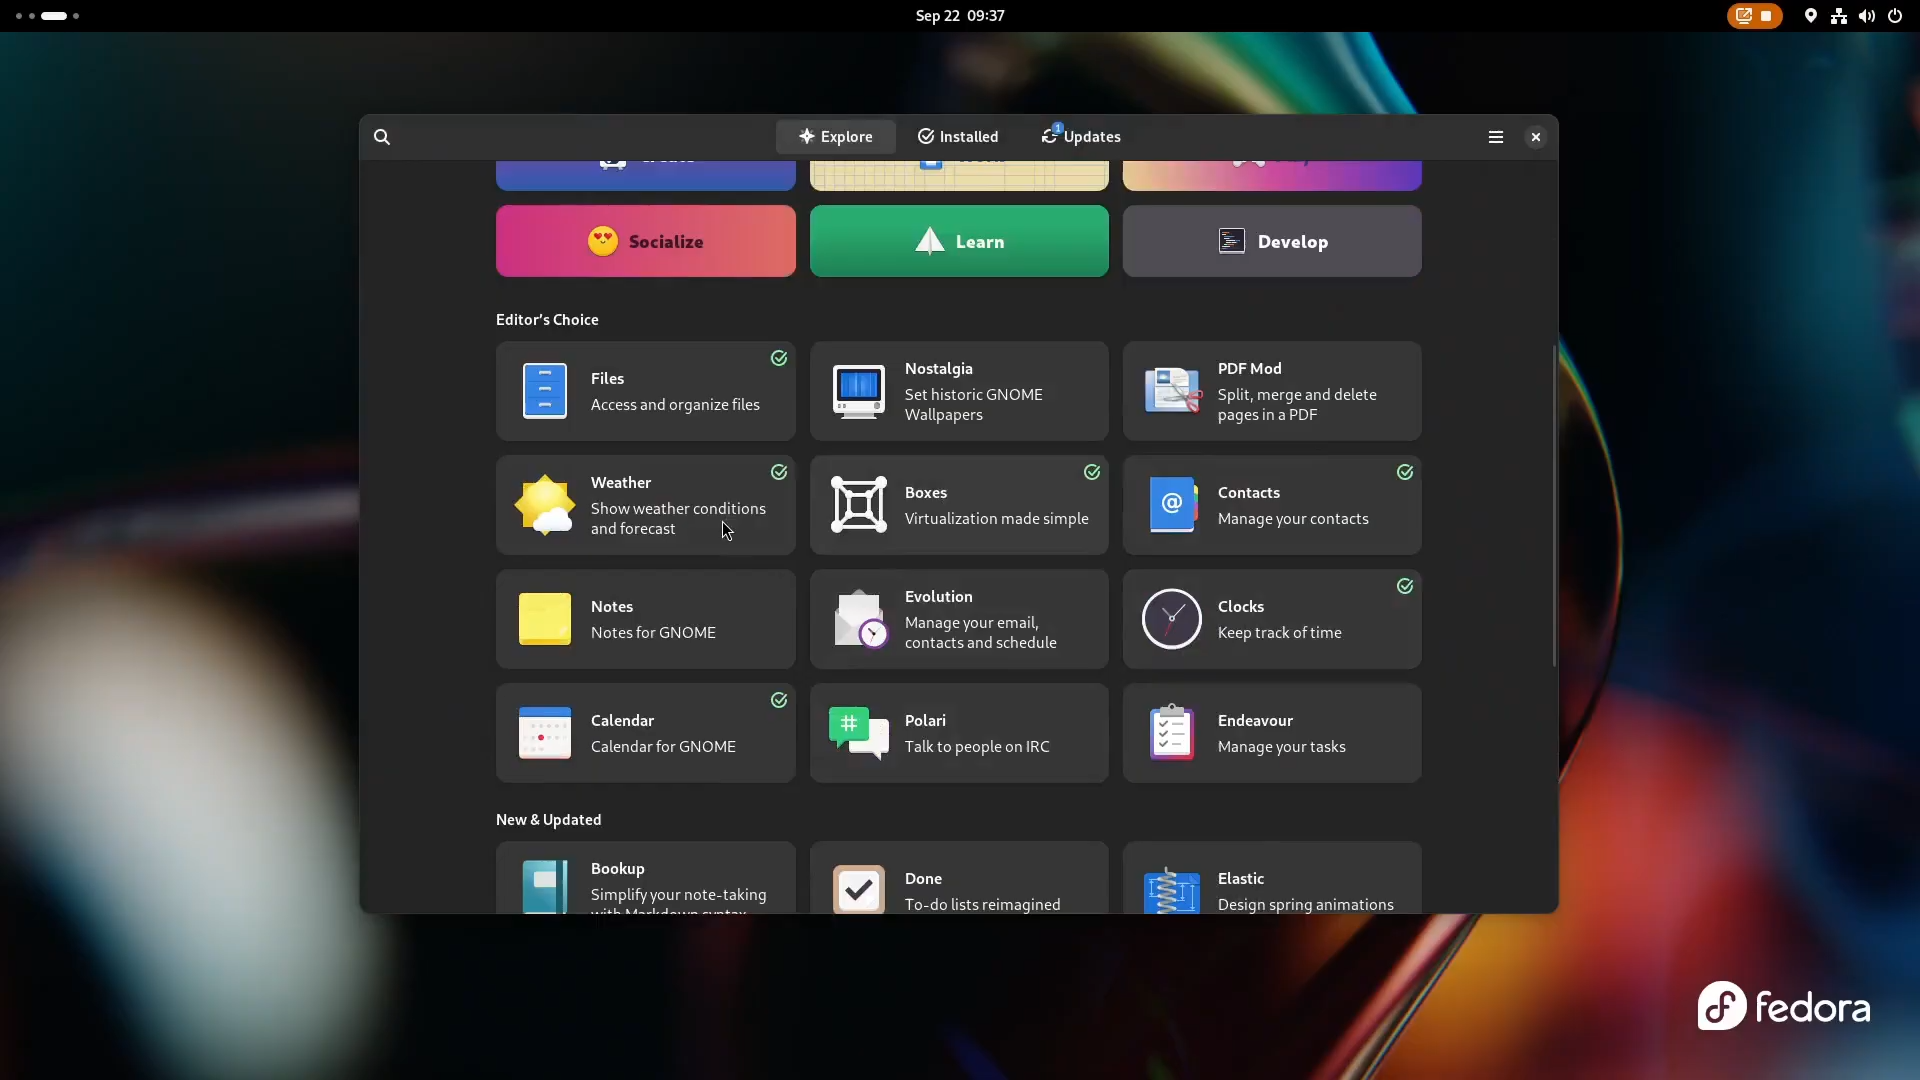 Sep 22 09:37
Explore
Installed
1
Updates
Socialize
Learn
Develop
Editor's Choice
Files
Access and organize files
Nostalgia
Set historic GNOME
Wallpapers
PDF Mod
Split, merge and delete
pages in a PDF
Weather
Show weather conditions
and forecast
Boxes
Virtualization made simple
@
Contacts
Manage your contacts
Notes
Notes for GNOME
Evolution
Manage your email,
contacts and schedule
Clocks
Keep track of time
Calendar
Calendar for GNOME
#
Polari
Talk to people on IRC
Endeavour
Manage your tasks
New & Updated
Bookup
Simplify your note-taking
with Markdown syntax
Done
To-do lists reimagined
Elastic
Design spring animations
fedora